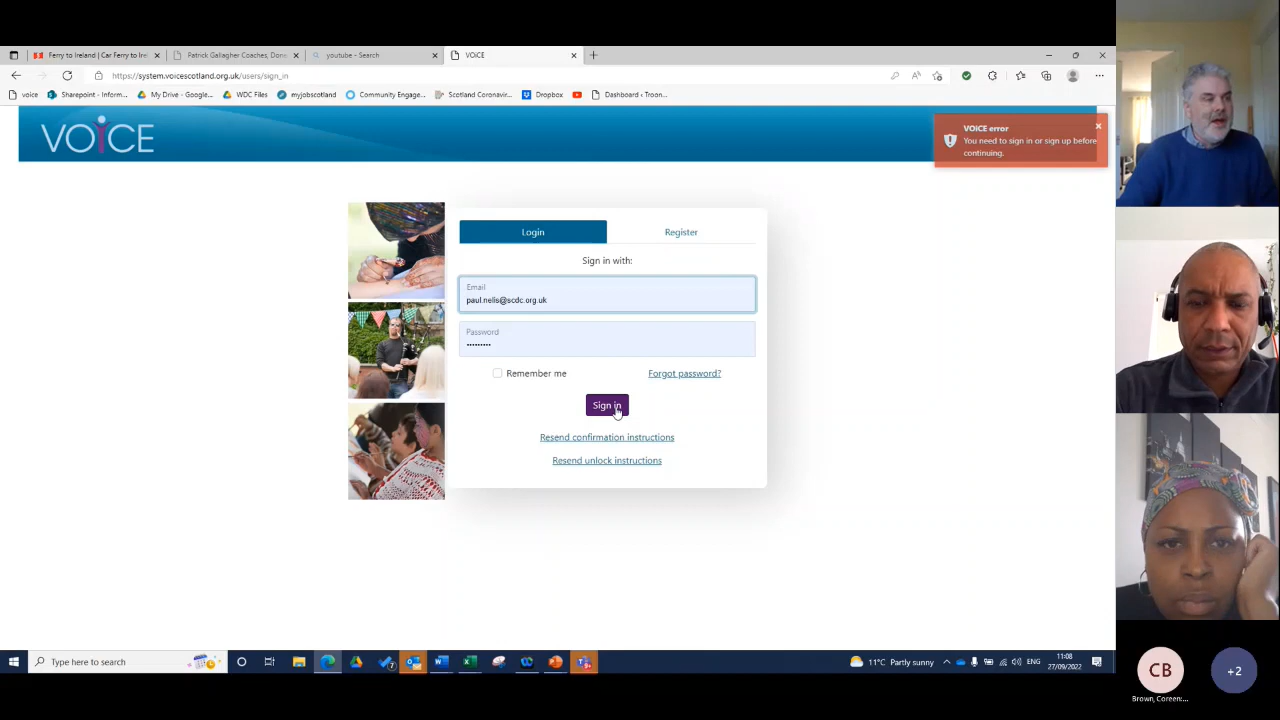 Ferry to Ireland | Car Ferry to Ire
Patrick Gallagher Coaches, Done
youtube - Search
VOiCE
https://system.voicescotland.org.uk/users/sign_in
voice
Sharepoint - Inform...
My Drive - Google...
WDC Files
myjobscotland
Community Engage...
Scotland Coronavir...
Dropbox
Dashboard ‹ Troon...
VOiCE
VOiCE error
You need to sign in or sign up before
continuing.
Login
Register
Sign in with:
Email
paul.nelis@scdc.org.uk
Password
•••••••••
Remember me
Forgot password?
Sign in
Resend confirmation instructions
Resend unlock instructions
Type here to search
11°C Partly sunny
ENG
11:08
27/09/2022
CB
Brown, Coreen:...
+2